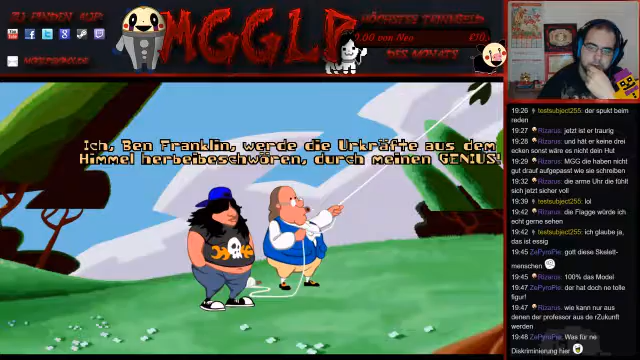 ZU FINDEN AUF:
MGGLP
HÖCHSTES TRINKGELD
DES MONATS
Ich, Ben Franklin, werde die Urkräfte aus dem
Himmel herbeibeschwören, durch meinen GENIUS!
19:26 testsubject255: der spukt beim
reden
19:27 Rizarus: jetzt ist er traurig
19:28 Rizarus: und hat er keine drei
ecken sonst wäre es nicht dein Hut
19:29 Rizarus: MGG die haben nicht
gut drauf aufgepasst wie sie schreiben
19:32 Rizarus: die arme Uhr die fühlt
sich jetzt sicher voll
19:39 testsubject255: lol
19:42 Rizarus: die Flagge würde ich
echt gerne sehen
19:42 testsubject255: ich glaube ja,
das ist essig
19:45 ZePyroPie: gott diese Skelett-
menschen
19:45 Rizarus: 100% das Model
19:47 ZePyroPie: der hat doch ne tolle
figur!
19:47 Rizarus: wie kann nur aus
denen der professor aus de rZukunft
werden
19:48 ZePyroPie: Was für ne
Diskriminierung hier